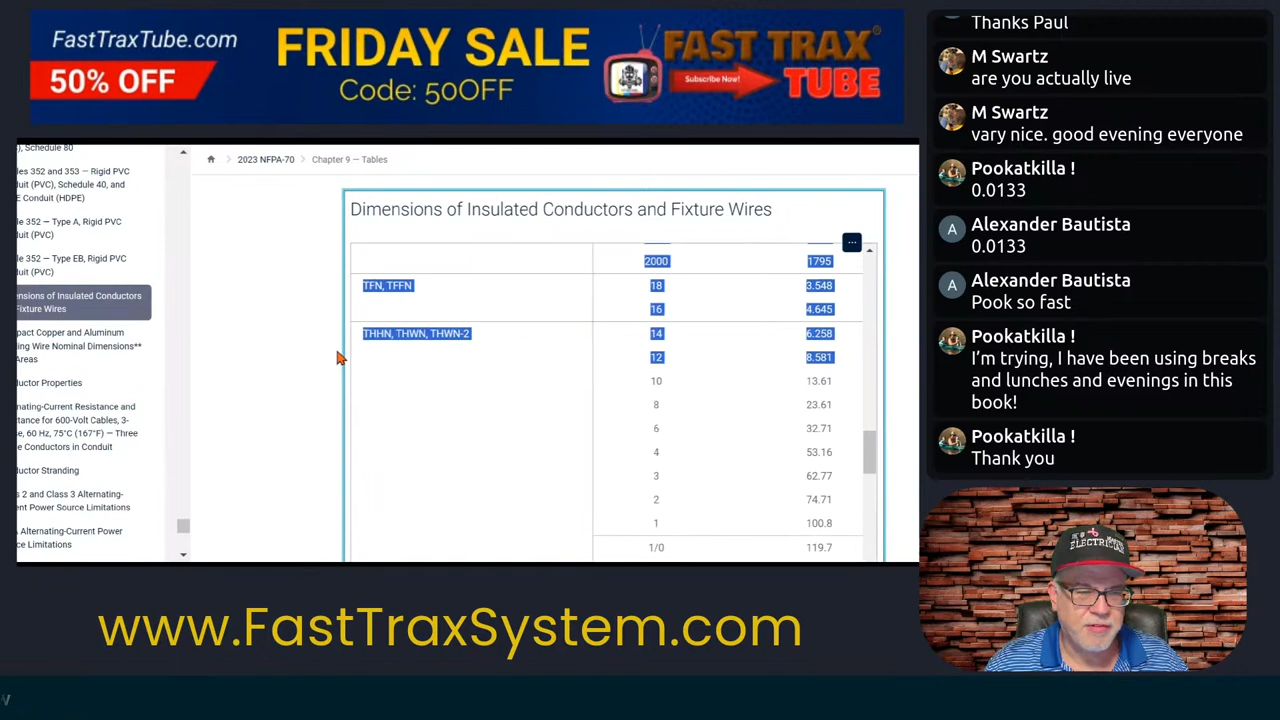 FastTraxTube.com
50% OFF
FRIDAY SALE
Code: 50OFF
Subscribe Now!
FAST TRAX®
TUBE
), Schedule 80
es 352 and 353 — Rigid PVC
uit (PVC), Schedule 40, and
E Conduit (HDPE)
le 352 — Type A, Rigid PVC
uit (PVC)
le 352 — Type EB, Rigid PVC
uit (PVC)
ensions of Insulated Conductors
Fixture Wires
pact Copper and Aluminum
ing Wire Nominal Dimensions**
Areas
uctor Properties
nating-Current Resistance and
tance for 600-Volt Cables, 3-
se, 60 Hz, 75°C (167°F) — Three
e Conductors in Conduit
uctor Stranding
s 2 and Class 3 Alternating-
ent Power Source Limitations
Alternating-Current Power
ce Limitations
2023 NFPA-70
Chapter 9 — Tables
Dimensions of Insulated Conductors and Fixture Wires
...
2000 1795
TFN, TFFN 18 3.548
16 4.645
THHN, THWN, THWN-2 14 6.258
12 8.581
10 13.61
8 23.61
6 32.71
4 53.16
3 62.77
2 74.71
1 100.8
1/0 119.7
Thanks Paul
M Swartz
are you actually live
M Swartz
vary nice. good evening everyone
Pookatkilla !
0.0133
A
Alexander Bautista
0.0133
A
Alexander Bautista
Pook so fast
Pookatkilla !
I’m trying, I have been using breaks
and lunches and evenings in this
book!
Pookatkilla !
Thank you
ELECTRICIAN
www.FastTraxSystem.com